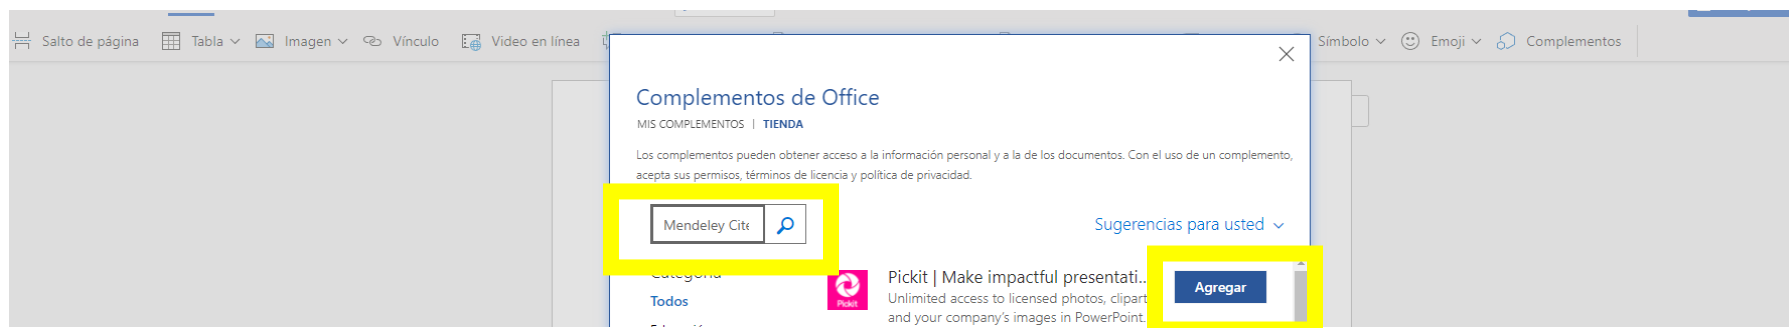 Salto de página Tabla Imagen Vínculo Video en línea Símbolo Emoji Complementos
Complementos de Office
MIS COMPLEMENTOS | TIENDA
Los complementos pueden obtener acceso a la información personal y a la de los documentos. Con el uso de un complemento,
acepta sus permisos, términos de licencia y política de privacidad.
Mendeley Cite
Sugerencias para usted
Categoría
Pickit | Make impactful presentati...
Agregar
Pickit
Todos
Unlimited access to licensed photos, clipart
and your company's images in PowerPoint.